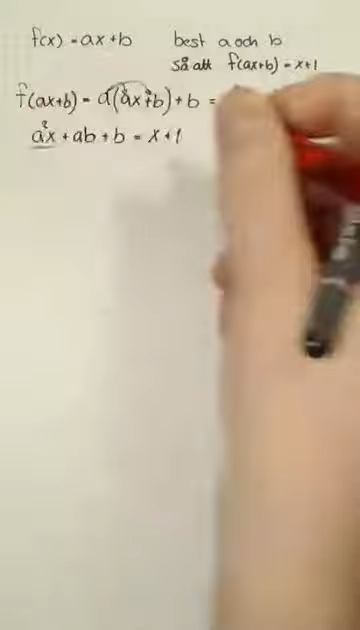 f(x) = ax + b best a och b
så att f(ax+b) = x+1
f(ax+b) = a(ax+b) + b =
a²x + ab + b = x + 1